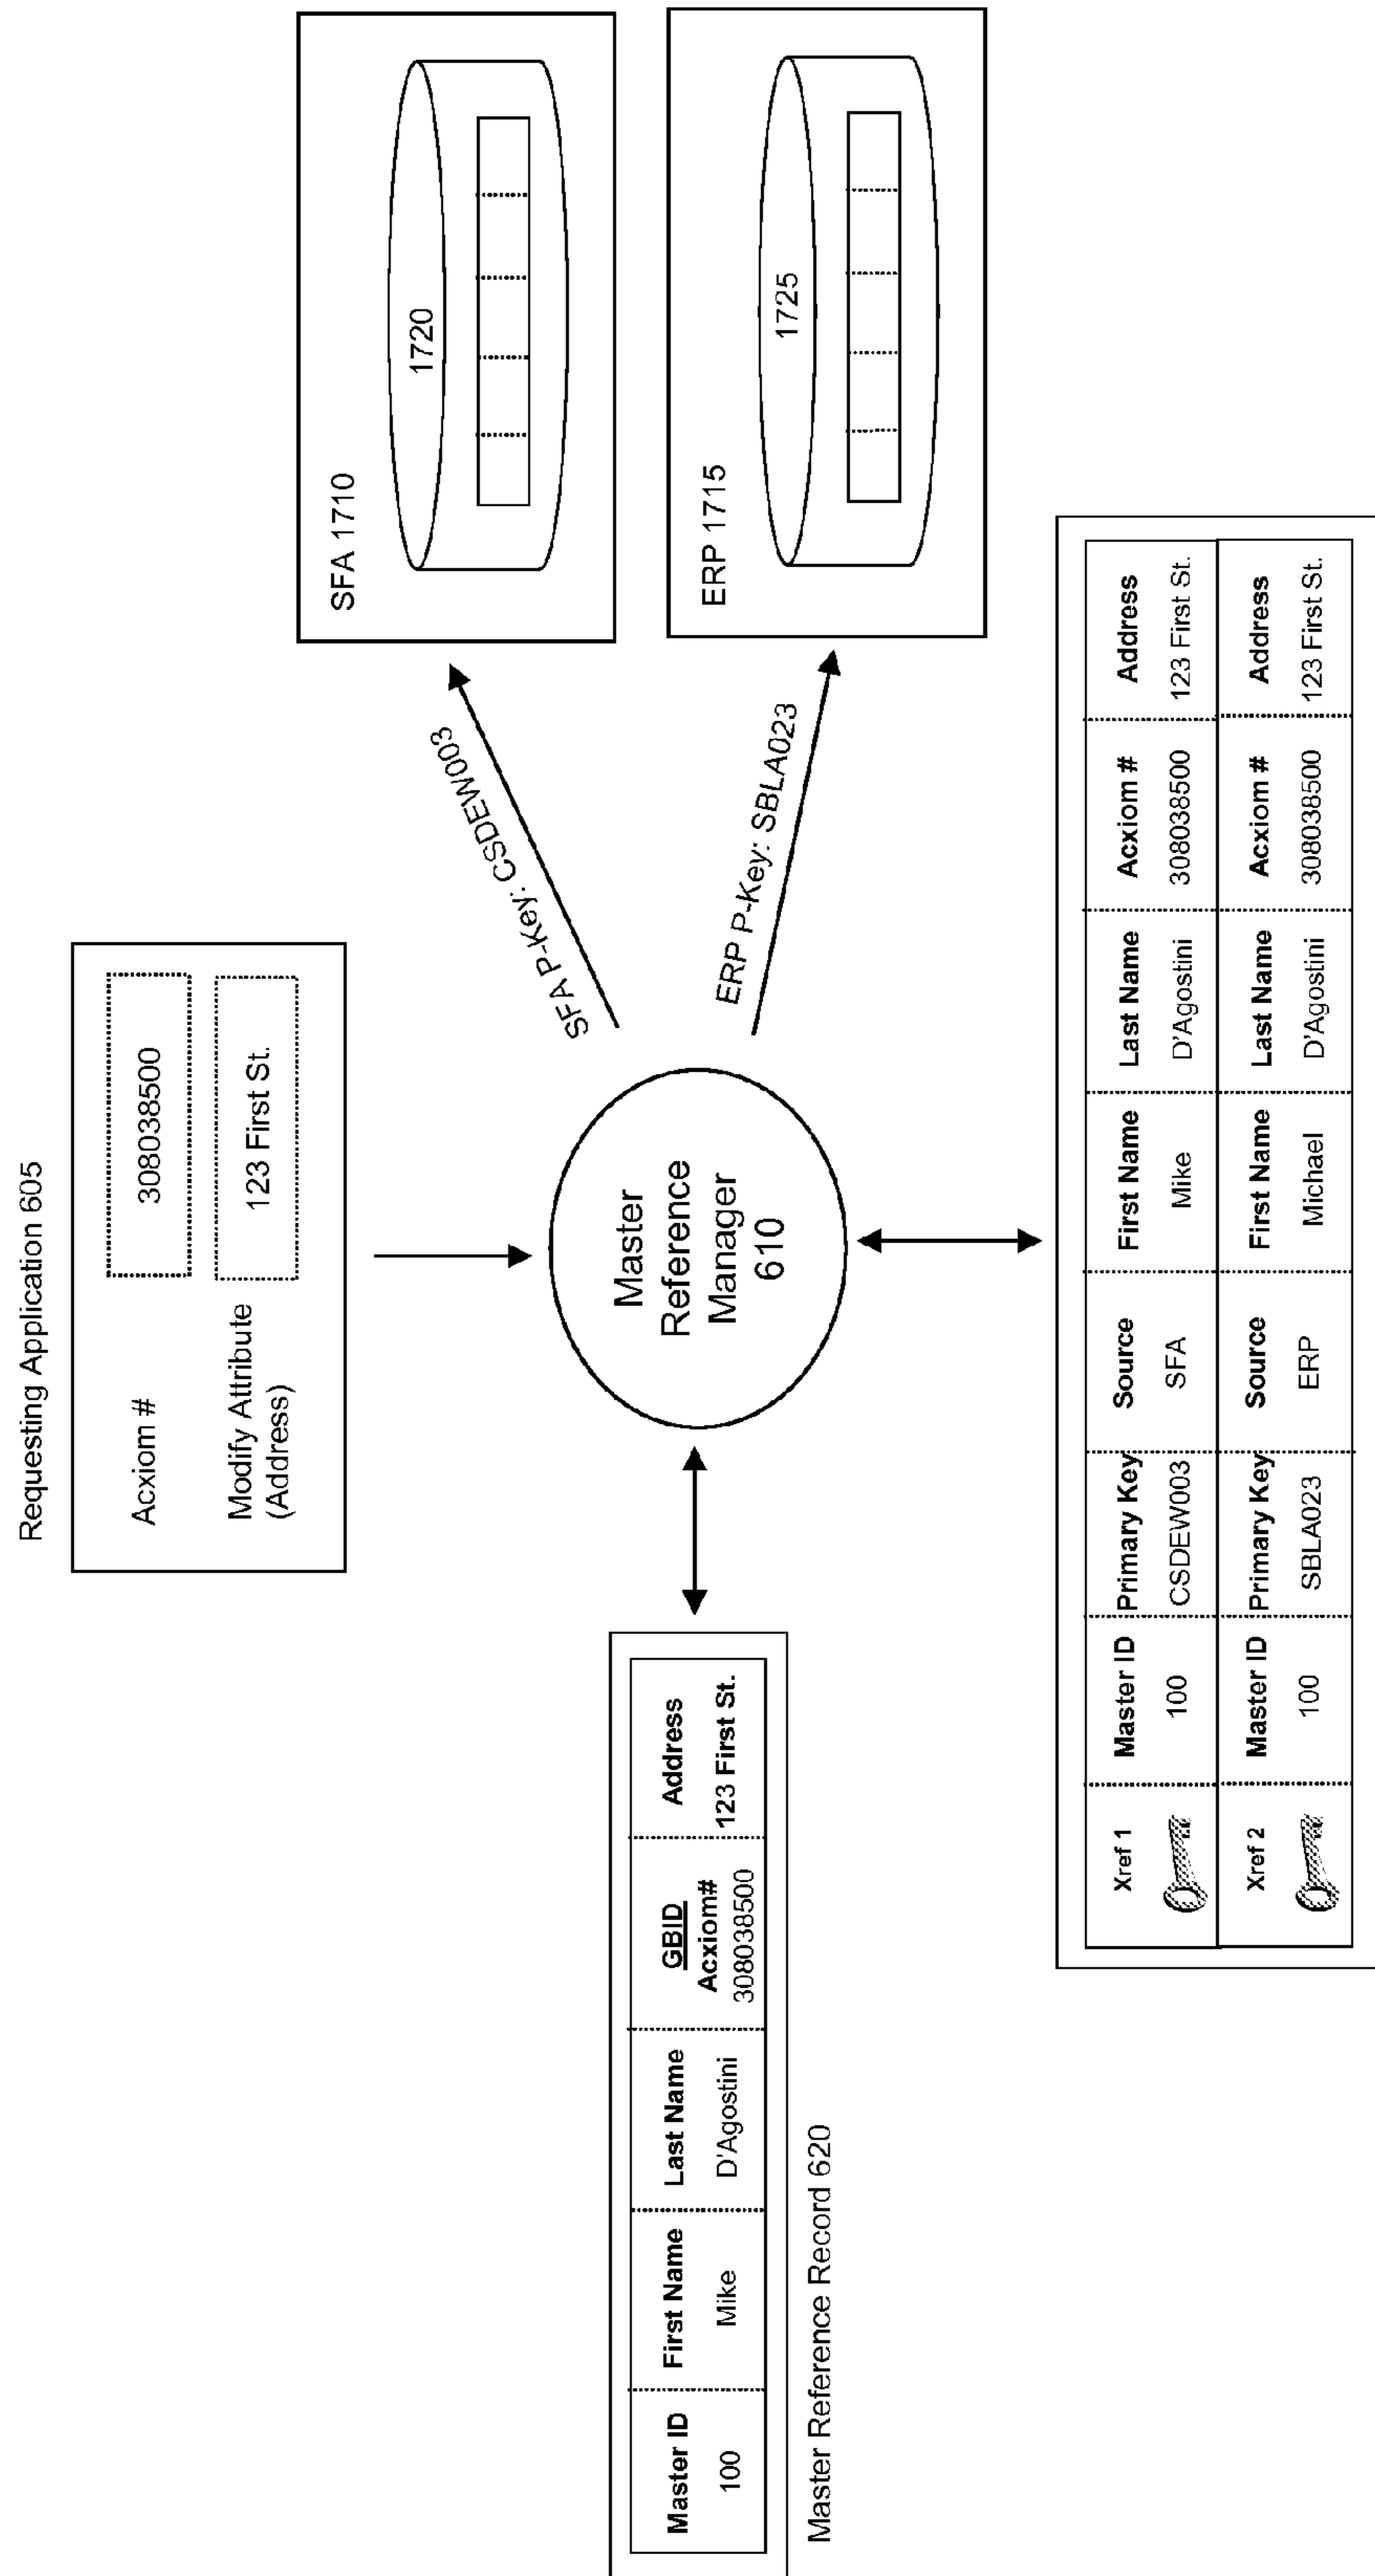 Requesting Application 605
Acxiom #
308038500
Modify Attribute
(Address)
123 First St.
Master
Reference
Manager
610
SFA P-Key: CSDEW003
ERP P-Key: SBLA023
SFA 1710
1720
ERP 1715
1725
Master ID First Name Last Name GBID Address
Acxiom#
100 Mike D'Agostini 308038500 123 First St.
Master Reference Record 620
Xref 1 Master ID Primary Key Source First Name Last Name Acxiom # Address
100 CSDEW003 SFA Mike D'Agostini 308038500 123 First St.
Xref 2 Master ID Primary Key Source First Name Last Name Acxiom # Address
100 SBLA023 ERP Michael D'Agostini 308038500 123 First St.